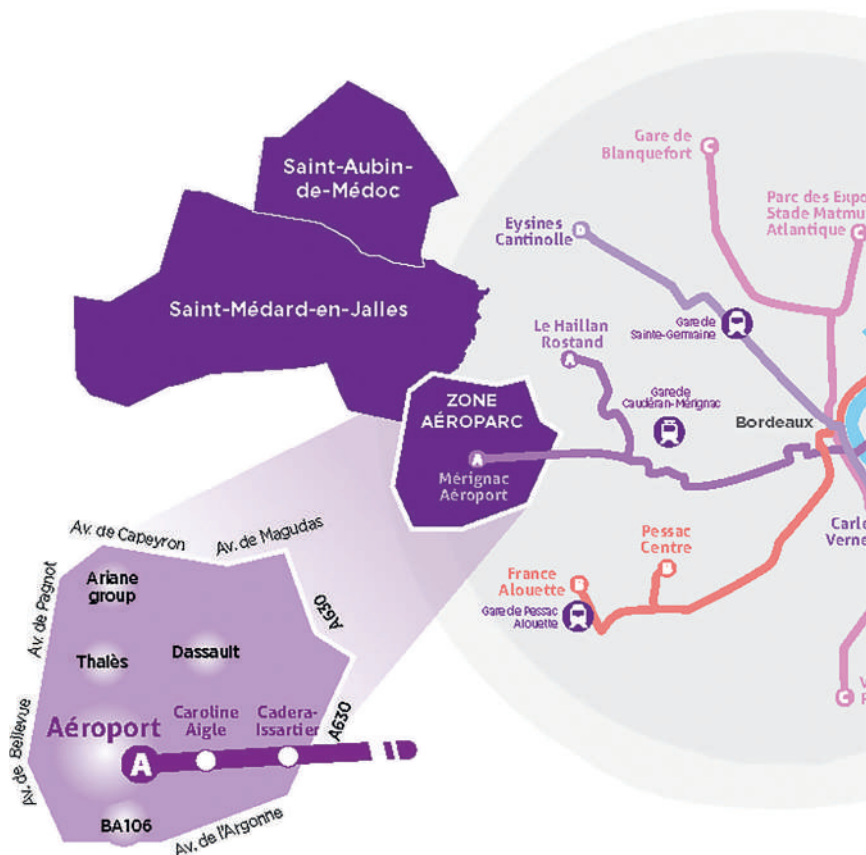 Gare de
Blanquefort
Saint-Aubin-
de-Médoc
Parc des Expo
Stade Matmu
Atlantique
C
C
Eysines
Cantinolle
D
Saint-Médard-en-Jalles
Le Haillan
Rostand
A
Gare de
Sainte-Germaine
Gare de
Caudéran-Mérignac
ZONE
AÉROPARC
Bordeaux
A
Mérignac
Aéroport
Carle
Verne
Pessac
Centre
B
France
Alouette
B
Gare de Pessac
Alouette
C
Av. de Capeyron
Av. de Magudas
Av. de Pagnot
Ariane
group
A630
Thalès
Dassault
Av. de Bellevue
Aéroport
Caroline
Aigle
Cadera-
Issartier
A630
A
BA106
Av. de l'Argonne